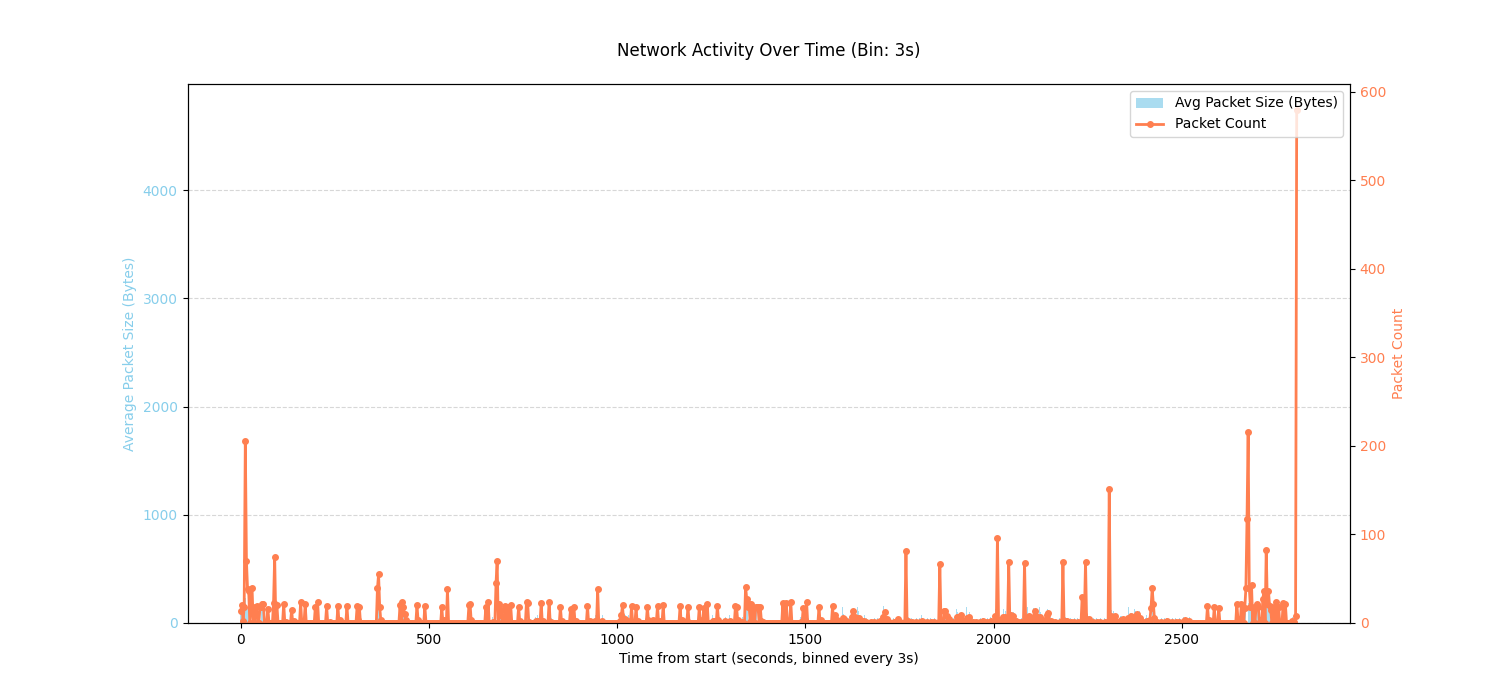 Network Activity Over Time (Bin: 3s)
Avg Packet Size (Bytes)
Packet Count
4000
3000
2000
1000
0
Average Packet Size (Bytes)
600
500
400
300
200
100
0
Packet Count
0 500 1000 1500 2000 2500
Time from start (seconds, binned every 3s)